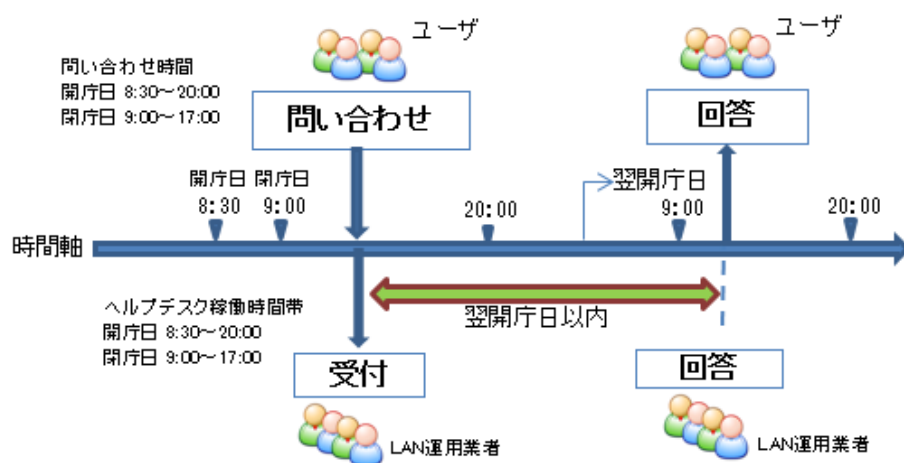 ユーザ
ユーザ
問い合わせ時間
開庁日 8:30～20:00
閉庁日 9:00～17:00
問い合わせ
回答
開庁日 閉庁日
8:30 9:00
20:00
翌開庁日
9:00
20:00
時間軸
翌開庁日以内
ヘルプデスク稼働時間帯
開庁日 8:30～20:00
閉庁日 9:00～17:00
受付
回答
LAN運用業者
LAN運用業者